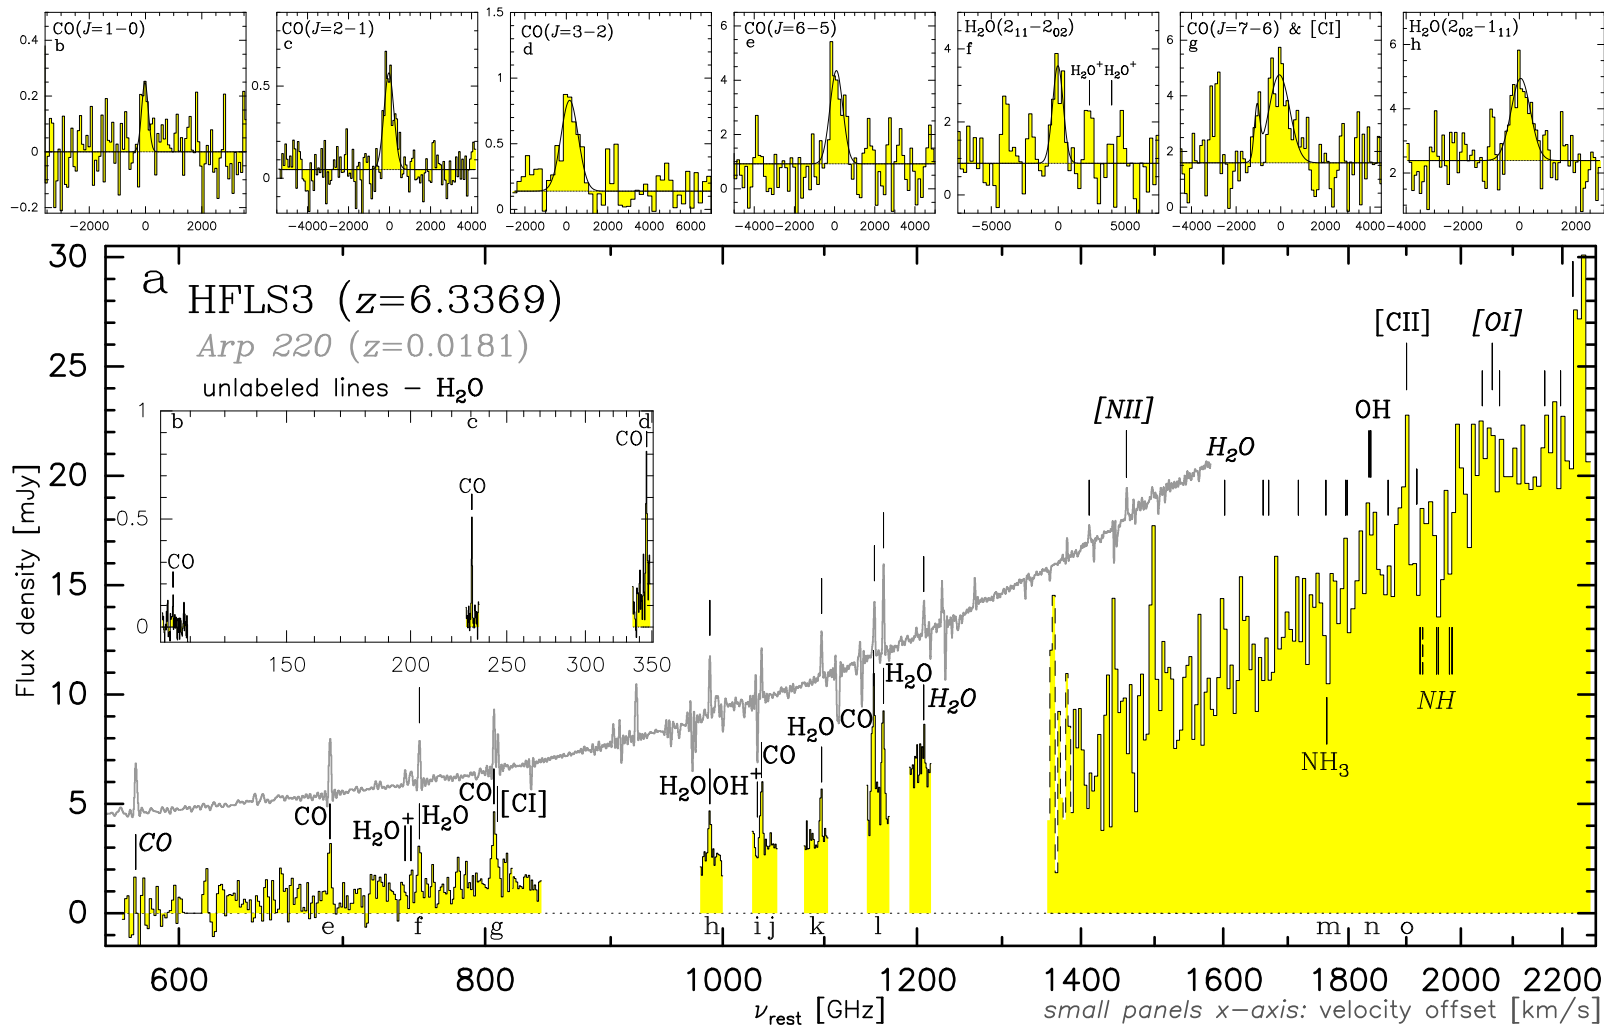 CO(J=1−0)
b
0.4
0.2
0
−0.2
−2000 0 2000
CO(J=2−1)
c
0.5
0
−4000 −2000 0 2000 4000
CO(J=3−2)
d
1.5
1
0.5
0
−2000 0 2000 4000 6000
CO(J=6−5)
e
6
4
2
0
−4000 −2000 0 2000 4000
H₂O(2₁₁−2₀₂)
f
H₂O⁺H₂O⁺
4
2
0
−5000 0 5000
CO(J=7−6) & [CI]
g
6
4
2
0
−4000 −2000 0 2000 4000
H₂O(2₀₂−1₁₁)
h
6
4
2
−4000 −2000 0 2000
a HFLS3 (z=6.3369)
Arp 220 (z=0.0181)
unlabeled lines − H₂O
b c d
CO
CO
CO
1
0.5
0
150 200 250 300 350
[CII] [OI]
[NII] OH
H₂O
H₂O
H₂O
H₂O CO
CO
H₂O OH⁺
CO [CI]
CO H₂O⁺ H₂O
CO
NH
NH₃
e f g h i j k l m n o
30
25
20
15
10
5
0
Flux density [mJy]
600 800 1000 1200 1400 1600 1800 2000 2200
ν_rest [GHz]
small panels x−axis: velocity offset [km/s]